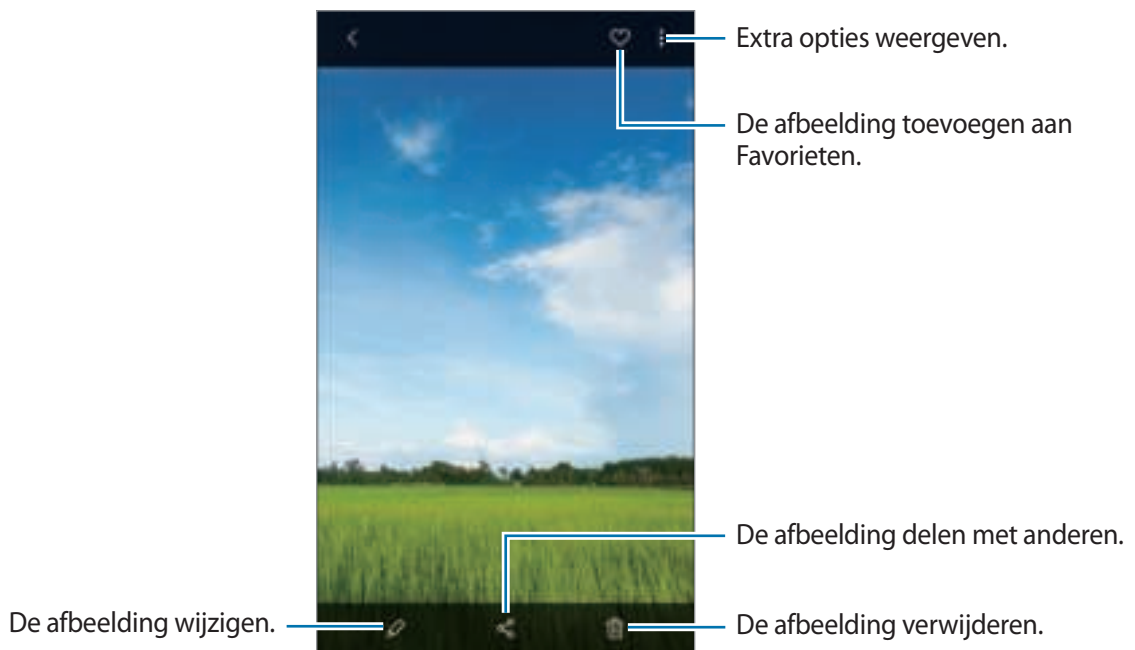 Extra opties weergeven.
De afbeelding toevoegen aan
Favorieten.
De afbeelding delen met anderen.
De afbeelding wijzigen.
De afbeelding verwijderen.